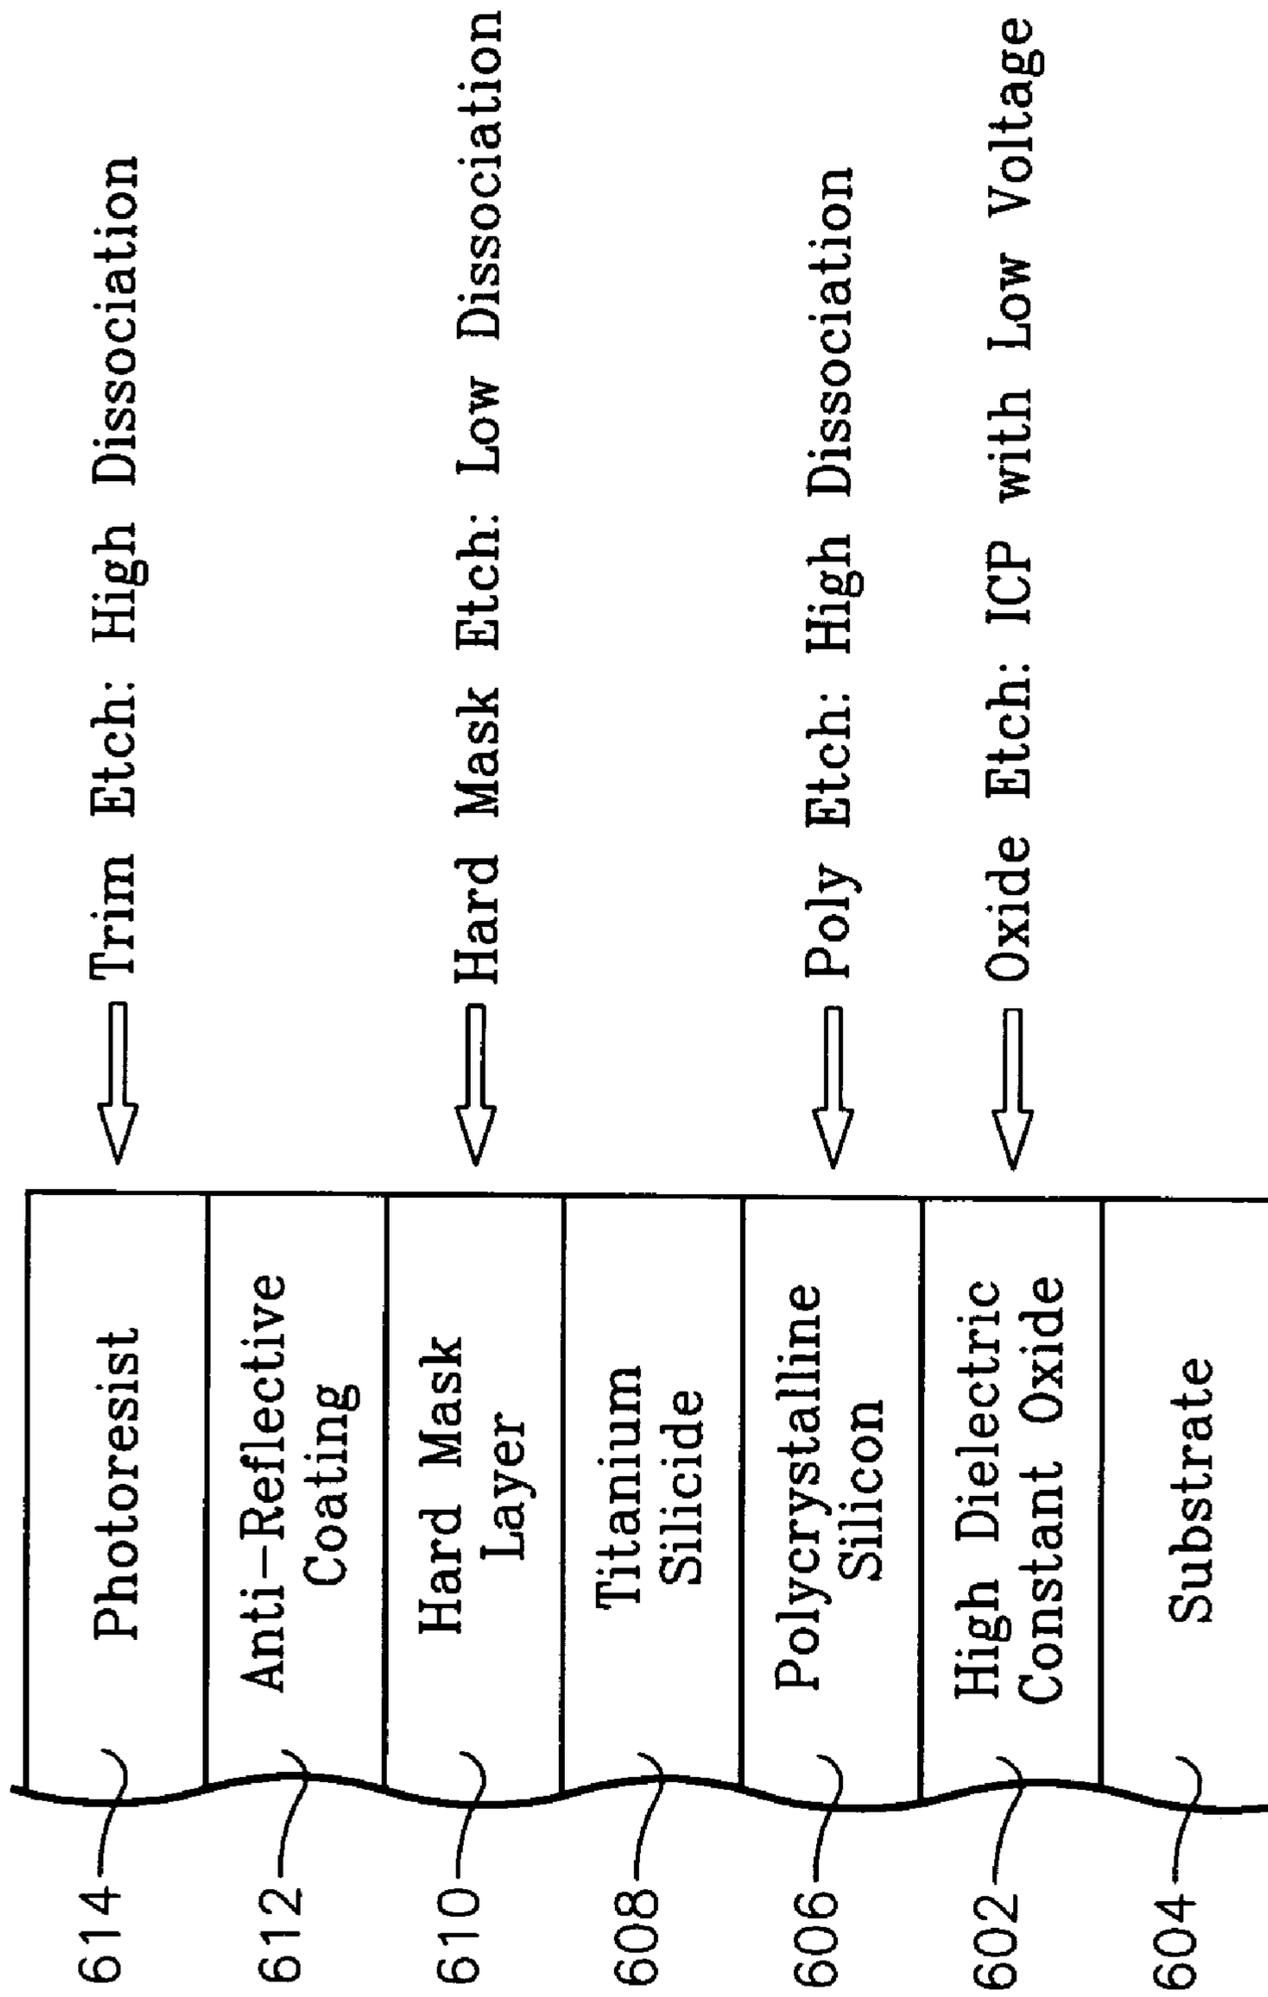 614
Photoresist
Trim Etch: High Dissociation
612
Anti-Reflective
Coating
610
Hard Mask
Layer
Hard Mask Etch: Low Dissociation
608
Titanium
Silicide
606
Polycrystalline
Silicon
Poly Etch: High Dissociation
602
High Dielectric
Constant Oxide
Oxide Etch: ICP with Low Voltage
604
Substrate